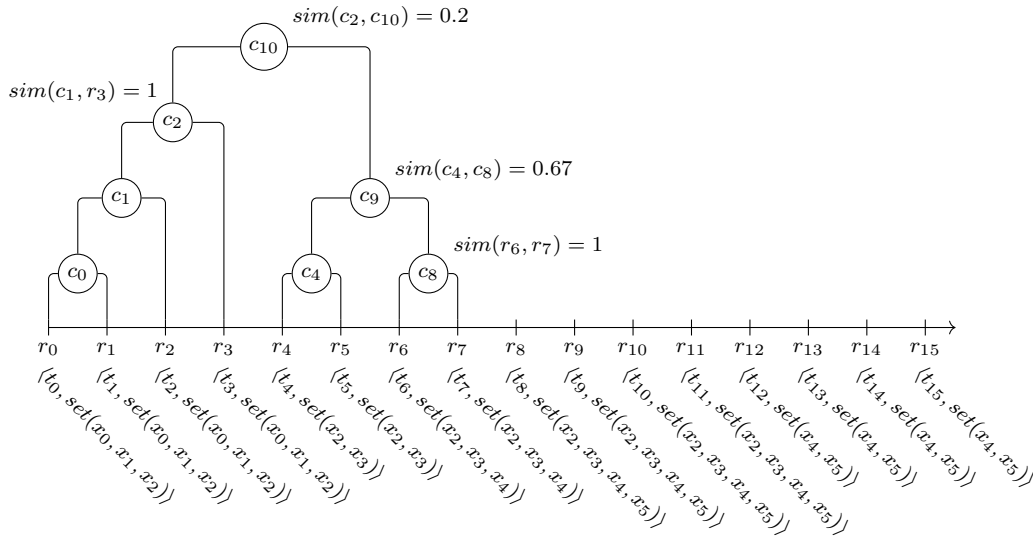 sim(c₂, c₁₀) = 0.2
c₁₀
sim(c₁, r₃) = 1
c₂
sim(c₄, c₈) = 0.67
c₁
c₉
sim(r₆, r₇) = 1
c₀
c₄
c₈
r₀ r₁ r₂ r₃ r₄ r₅ r₆ r₇ r₈ r₉ r₁₀ r₁₁ r₁₂ r₁₃ r₁₄ r₁₅
⟨t₀, set(x₀, x₁, x₂)⟩
⟨t₁, set(x₀, x₁, x₂)⟩
⟨t₂, set(x₀, x₁, x₂)⟩
⟨t₃, set(x₀, x₁, x₂)⟩
⟨t₄, set(x₂, x₃)⟩
⟨t₅, set(x₂, x₃)⟩
⟨t₆, set(x₂, x₃, x₄)⟩
⟨t₇, set(x₂, x₃, x₄)⟩
⟨t₈, set(x₂, x₃, x₄, x₅)⟩
⟨t₉, set(x₂, x₃, x₄, x₅)⟩
⟨t₁₀, set(x₂, x₃, x₄, x₅)⟩
⟨t₁₁, set(x₂, x₃, x₄, x₅)⟩
⟨t₁₂, set(x₄, x₅)⟩
⟨t₁₃, set(x₄, x₅)⟩
⟨t₁₄, set(x₄, x₅)⟩
⟨t₁₅, set(x₄, x₅)⟩